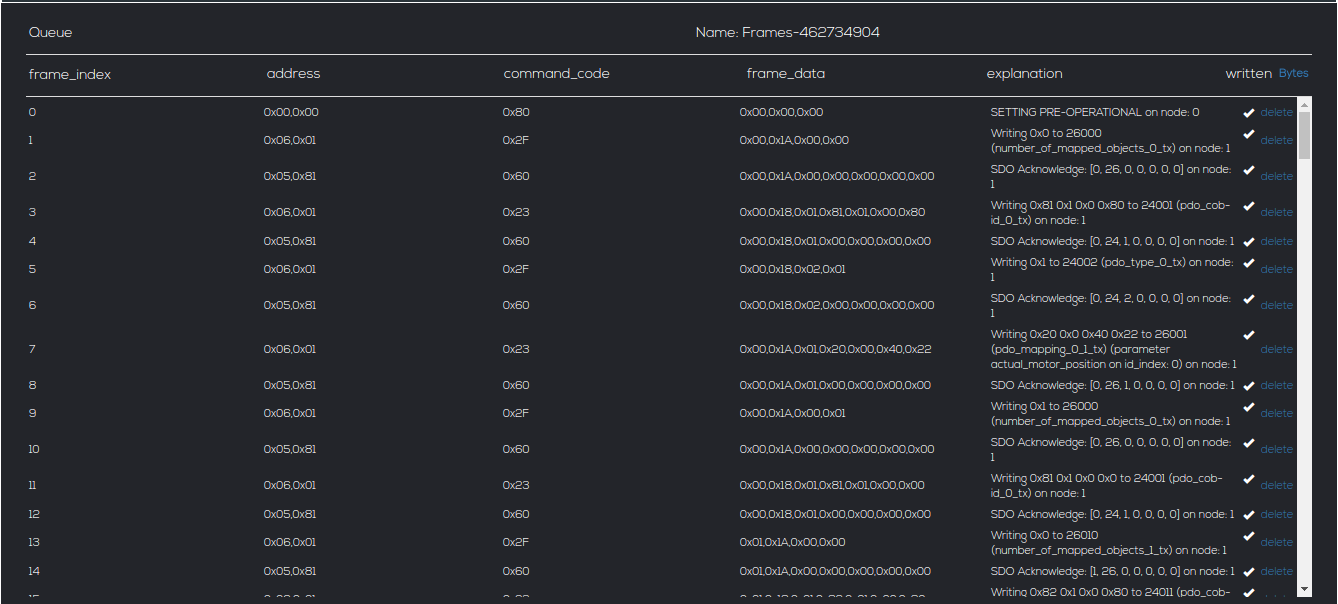 Queue Name: Frames-462734904
frame_index address command_code frame_data explanation written Bytes
0 0x00,0x00 0x80 0x00,0x00,0x00 SETTING PRE-OPERATIONAL on node: 0 ✔ delete
1 0x06,0x01 0x2F 0x00,0x1A,0x00,0x00 Writing 0x0 to 26000 ✔ delete
(number_of_mapped_objects_0_tx) on node: 1
2 0x05,0x81 0x60 0x00,0x1A,0x00,0x00,0x00,0x00,0x00 SDO Acknowledge: [0, 26, 0, 0, 0, 0, 0] on node: ✔ delete
1
3 0x06,0x01 0x23 0x00,0x18,0x01,0x81,0x01,0x00,0x80 Writing 0x81 0x1 0x0 0x80 to 24001 (pdo_cob- ✔ delete
id_0_tx) on node: 1
4 0x05,0x81 0x60 0x00,0x18,0x01,0x00,0x00,0x00,0x00 SDO Acknowledge: [0, 24, 1, 0, 0, 0, 0] on node: 1 ✔ delete
5 0x06,0x01 0x2F 0x00,0x18,0x02,0x01 Writing 0x1 to 24002 (pdo_type_0_tx) on node: ✔ delete
1
6 0x05,0x81 0x60 0x00,0x18,0x02,0x00,0x00,0x00,0x00 SDO Acknowledge: [0, 24, 2, 0, 0, 0, 0] on node: ✔ delete
1
7 0x06,0x01 0x23 0x00,0x1A,0x01,0x20,0x00,0x40,0x22 Writing 0x20 0x0 0x40 0x22 to 26001 ✔ delete
(pdo_mapping_0_1_tx) (parameter
actual_motor_position on id_index: 0) on node: 1
8 0x05,0x81 0x60 0x00,0x1A,0x01,0x00,0x00,0x00,0x00 SDO Acknowledge: [0, 26, 1, 0, 0, 0, 0] on node: 1 ✔ delete
9 0x06,0x01 0x2F 0x00,0x1A,0x00,0x01 Writing 0x1 to 26000 ✔ delete
(number_of_mapped_objects_0_tx) on node: 1
10 0x05,0x81 0x60 0x00,0x1A,0x00,0x00,0x00,0x00,0x00 SDO Acknowledge: [0, 26, 0, 0, 0, 0, 0] on node: ✔ delete
1
11 0x06,0x01 0x23 0x00,0x18,0x01,0x81,0x01,0x00,0x00 Writing 0x81 0x1 0x0 0x0 to 24001 (pdo_cob- ✔ delete
id_0_tx) on node: 1
12 0x05,0x81 0x60 0x00,0x18,0x01,0x00,0x00,0x00,0x00 SDO Acknowledge: [0, 24, 1, 0, 0, 0, 0] on node: 1 ✔ delete
13 0x06,0x01 0x2F 0x01,0x1A,0x00,0x00 Writing 0x0 to 26010 ✔ delete
(number_of_mapped_objects_1_tx) on node: 1
14 0x05,0x81 0x60 0x01,0x1A,0x00,0x00,0x00,0x00,0x00 SDO Acknowledge: [1, 26, 0, 0, 0, 0, 0] on node: 1 ✔ delete
Writing 0x82 0x1 0x0 0x80 to 24011 (pdo_cob- ✔